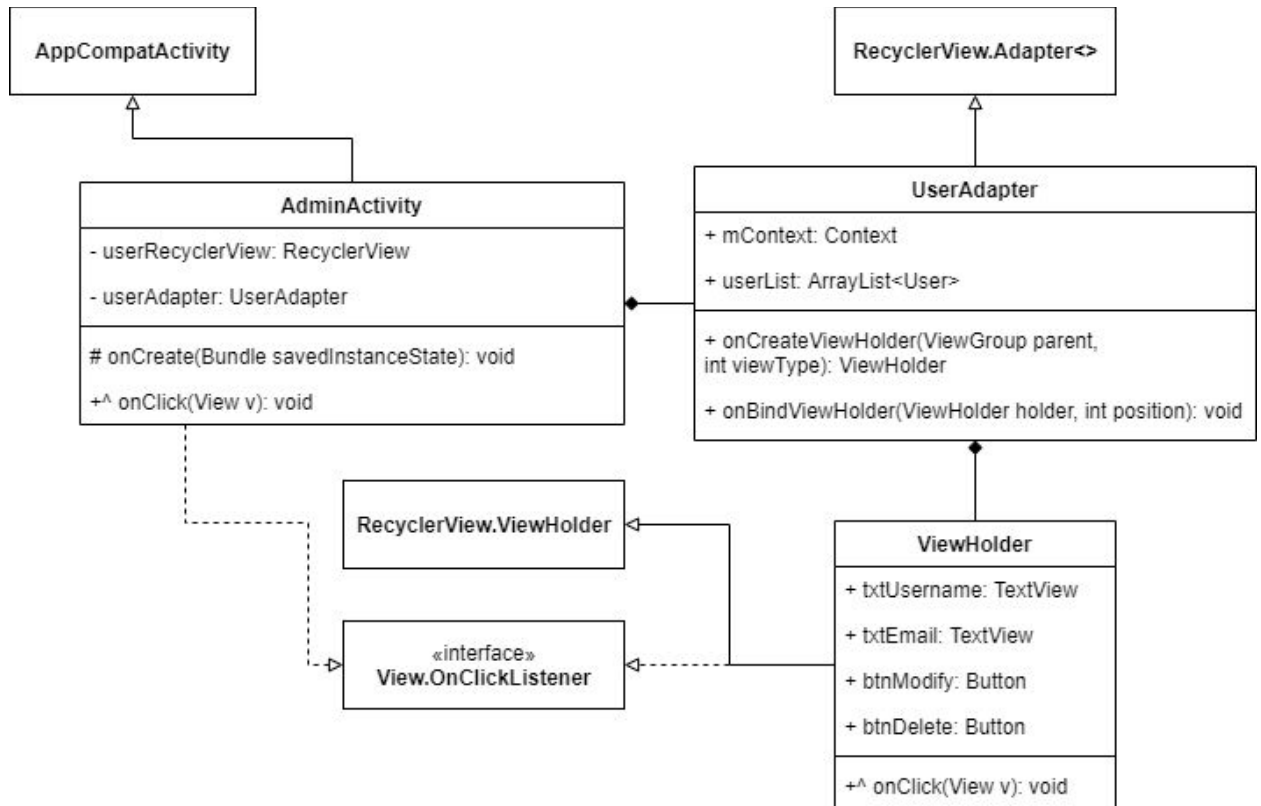 AppCompatActivity
RecyclerView.Adapter<>
AdminActivity
- userRecyclerView: RecyclerView
- userAdapter: UserAdapter
# onCreate(Bundle savedInstanceState): void
+^ onClick(View v): void
UserAdapter
+ mContext: Context
+ userList: ArrayList<User>
+ onCreateViewHolder(ViewGroup parent,
int viewType): ViewHolder
+ onBindViewHolder(ViewHolder holder, int position): void
RecyclerView.ViewHolder
«interface»
View.OnClickListener
ViewHolder
+ txtUsername: TextView
+ txtEmail: TextView
+ btnModify: Button
+ btnDelete: Button
+^ onClick(View v): void